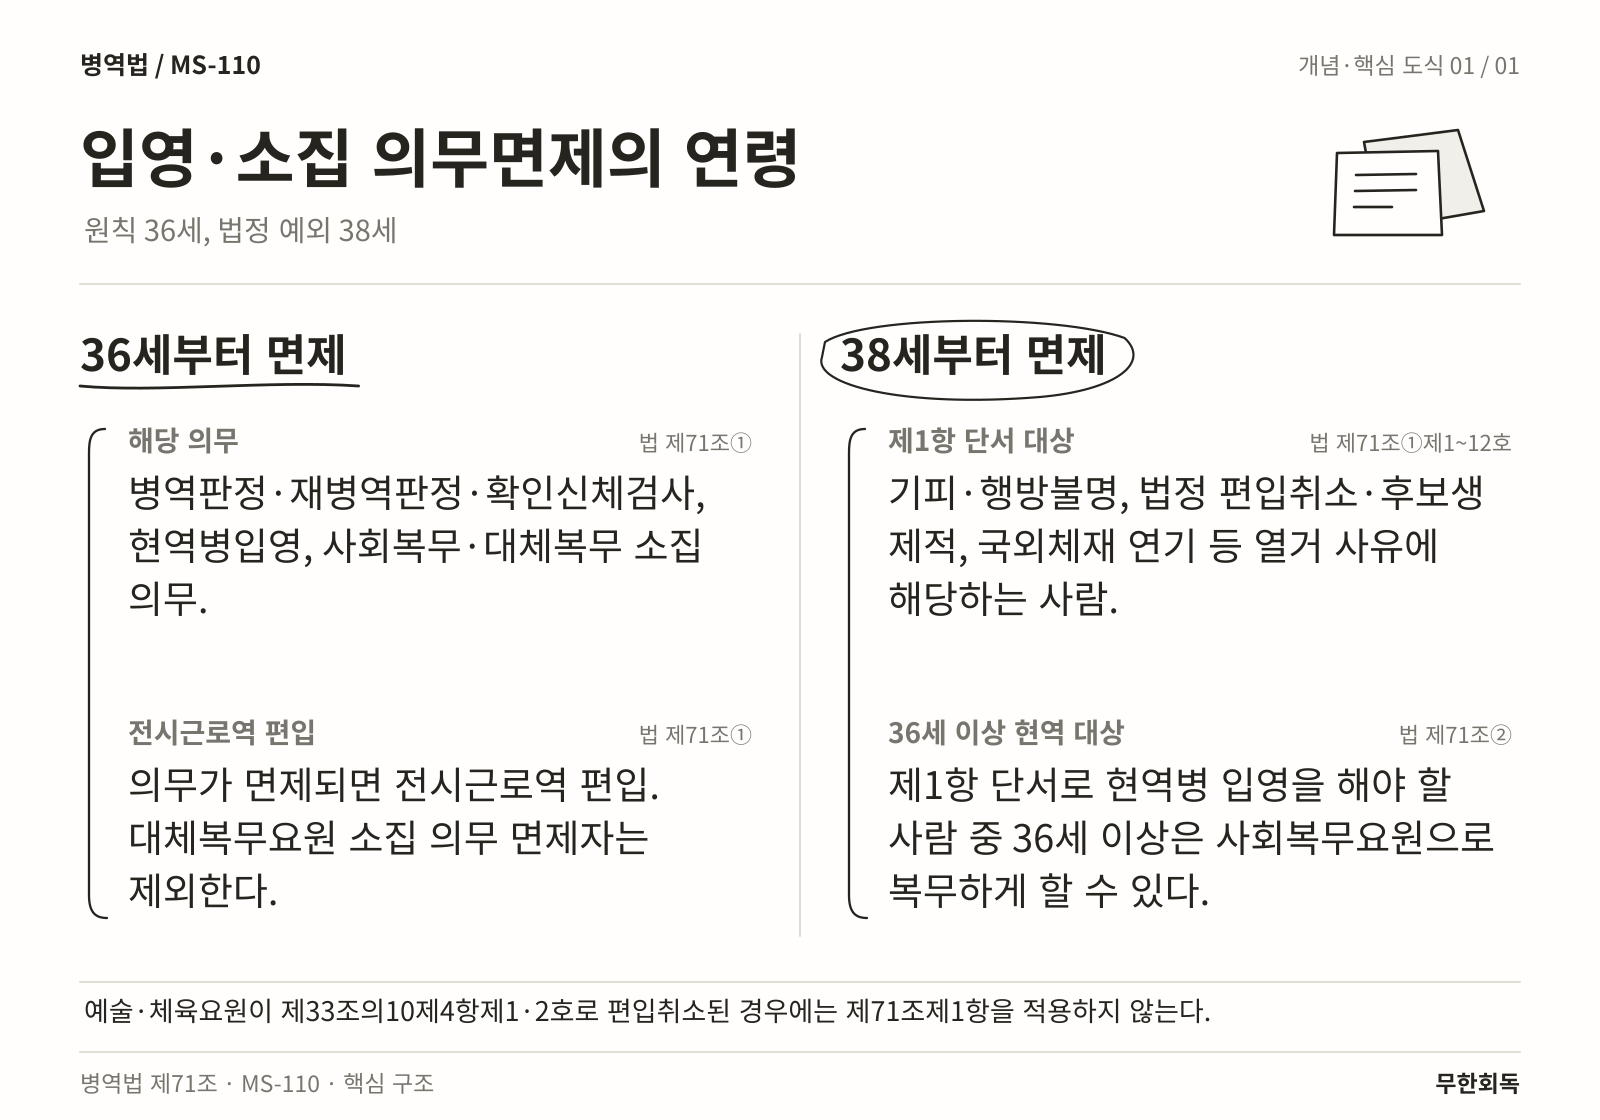 병역법 / MS-110
개념·핵심 도식 01 / 01
입영·소집 의무면제의 연령
원칙 36세, 법정 예외 38세
36세부터 면제
해당 의무
법 제71조①
병역판정·재병역판정·확인신체검사,
현역병입영, 사회복무·대체복무 소집
의무.
전시근로역 편입
법 제71조①
의무가 면제되면 전시근로역 편입.
대체복무요원 소집 의무 면제자는
제외한다.
38세부터 면제
제1항 단서 대상
법 제71조①제1~12호
기피·행방불명, 법정 편입취소·후보생
제적, 국외체재 연기 등 열거 사유에
해당하는 사람.
36세 이상 현역 대상
법 제71조②
제1항 단서로 현역병 입영을 해야 할
사람 중 36세 이상은 사회복무요원으로
복무하게 할 수 있다.
예술·체육요원이 제33조의10제4항제1·2호로 편입취소된 경우에는 제71조제1항을 적용하지 않는다.
병역법 제71조 · MS-110 · 핵심 구조
무한회독